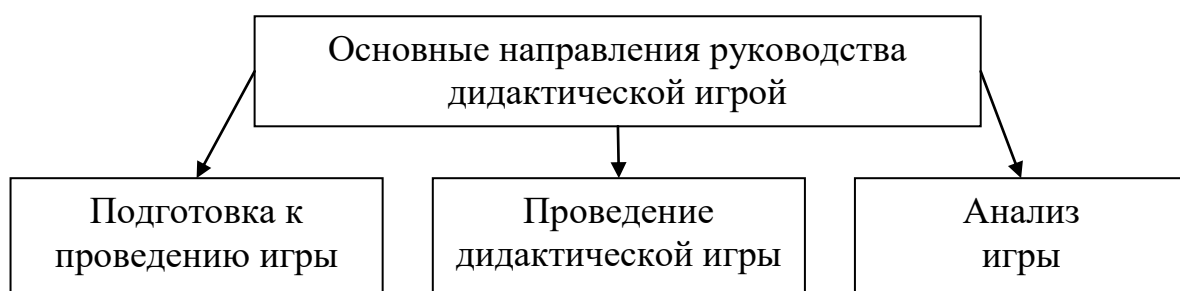 Основные направления руководства
дидактической игрой
Подготовка к
проведению игры
Проведение
дидактической игры
Анализ
игры